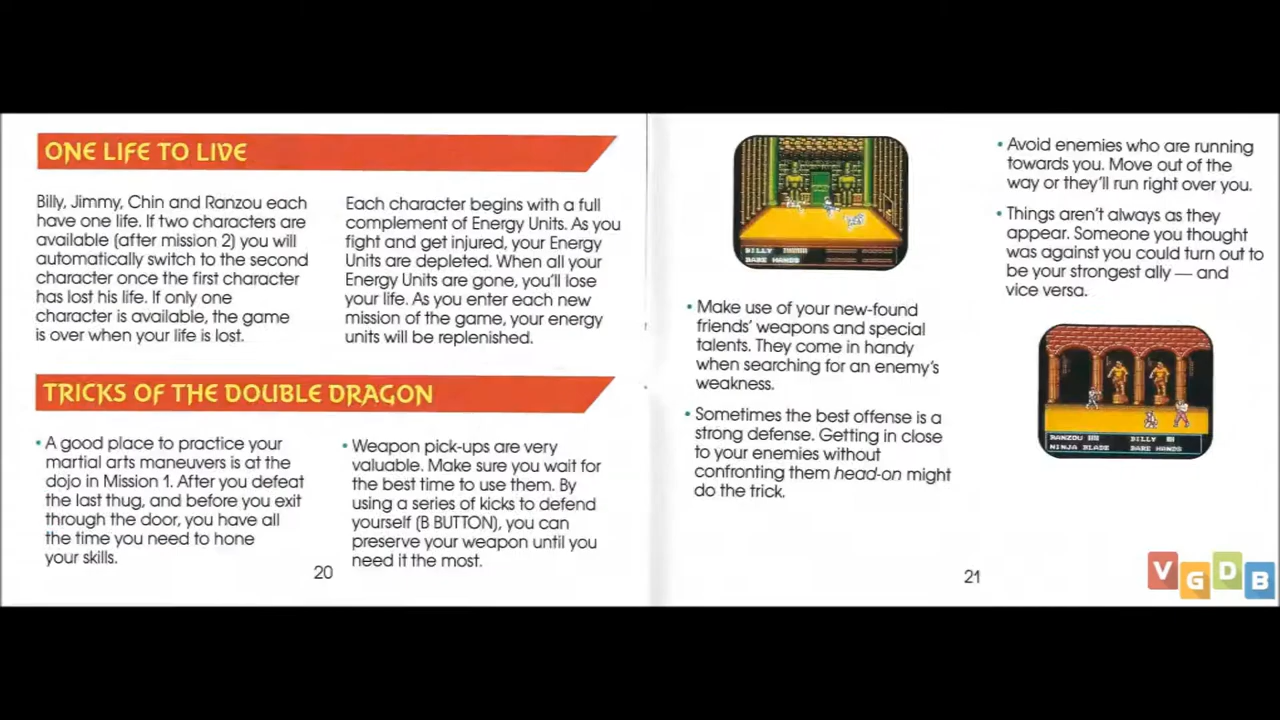 ONE LIFE TO LIVE
Billy, Jimmy, Chin and Ranzou each
have one life. If two characters are
available (after mission 2) you will
automatically switch to the second
character once the first character
has lost his life. If only one
character is available, the game
is over when your life is lost.
Each character begins with a full
complement of Energy Units. As you
fight and get injured, your Energy
Units are depleted. When all your
Energy Units are gone, you'll lose
your life. As you enter each new
mission of the game, your energy
units will be replenished.
TRICKS OF THE DOUBLE DRAGON
• A good place to practice your
martial arts maneuvers is at the
dojo in Mission 1. After you defeat
the last thug, and before you exit
through the door, you have all
the time you need to hone
your skills.
• Weapon pick-ups are very
valuable. Make sure you wait for
the best time to use them. By
using a series of kicks to defend
yourself (B BUTTON), you can
preserve your weapon until you
need it the most.
20
BILLY
BARE HANDS
• Make use of your new-found
friends' weapons and special
talents. They come in handy
when searching for an enemy's
weakness.
• Sometimes the best offense is a
strong defense. Getting in close
to your enemies without
confronting them head-on might
do the trick.
• Avoid enemies who are running
towards you. Move out of the
way or they'll run right over you.
• Things aren't always as they
appear. Someone you thought
was against you could turn out to
be your strongest ally — and
vice versa.
RANZOU BILLY
NINJA BLADE BARE HANDS
21
VGDB